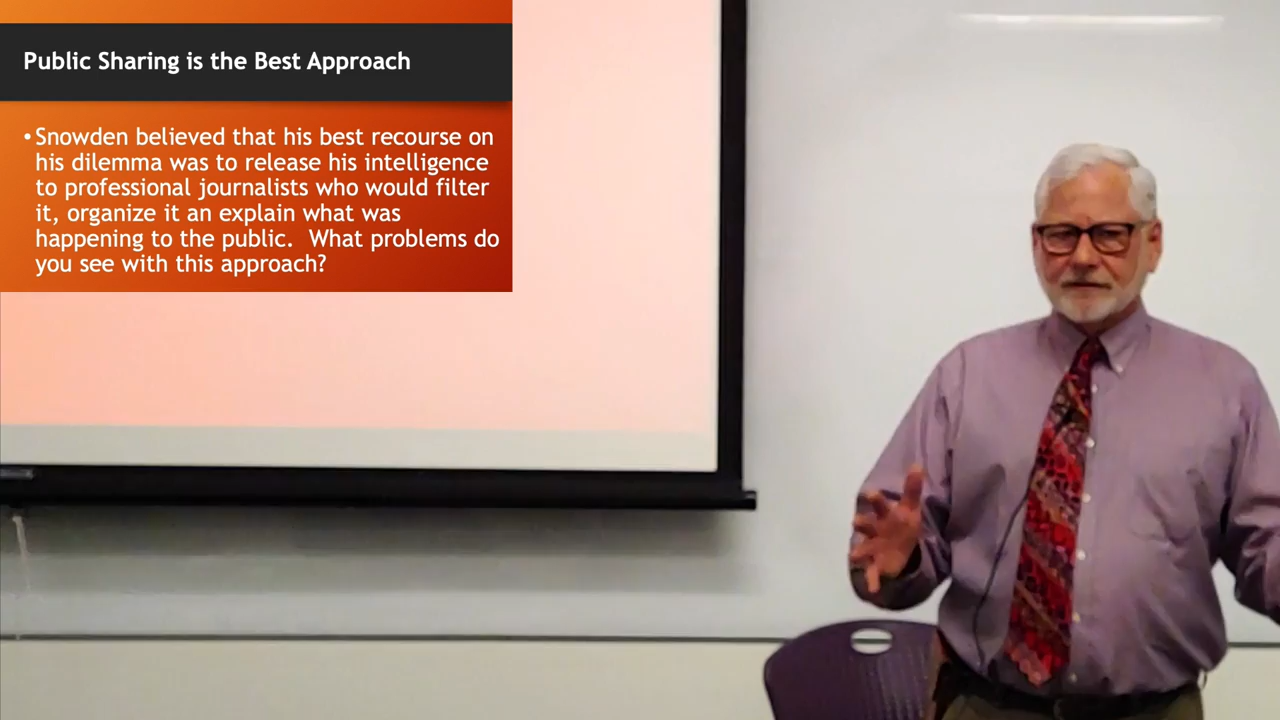 Public Sharing is the Best Approach
•Snowden believed that his best recourse on
his dilemma was to release his intelligence
to professional journalists who would filter
it, organize it an explain what was
happening to the public.  What problems do
you see with this approach?